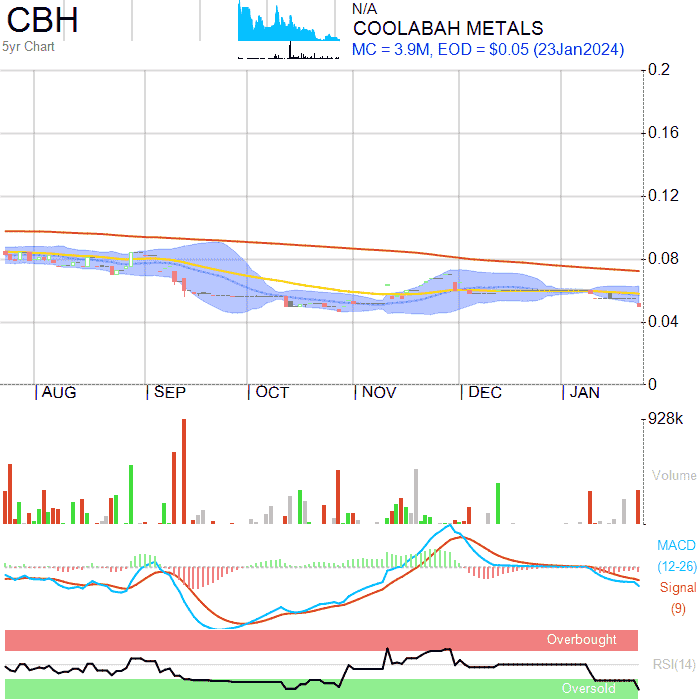 CBH
5yr Chart
N/A
COOLABAH METALS
MC = 3.9M, EOD = $0.05 (23Jan2024)
0.2
0.16
0.12
0.08
0.04
0
AUG SEP OCT NOV DEC JAN
928k
Volume
MACD
(12-26)
Signal
(9)
Overbought
RSI(14)
Oversold